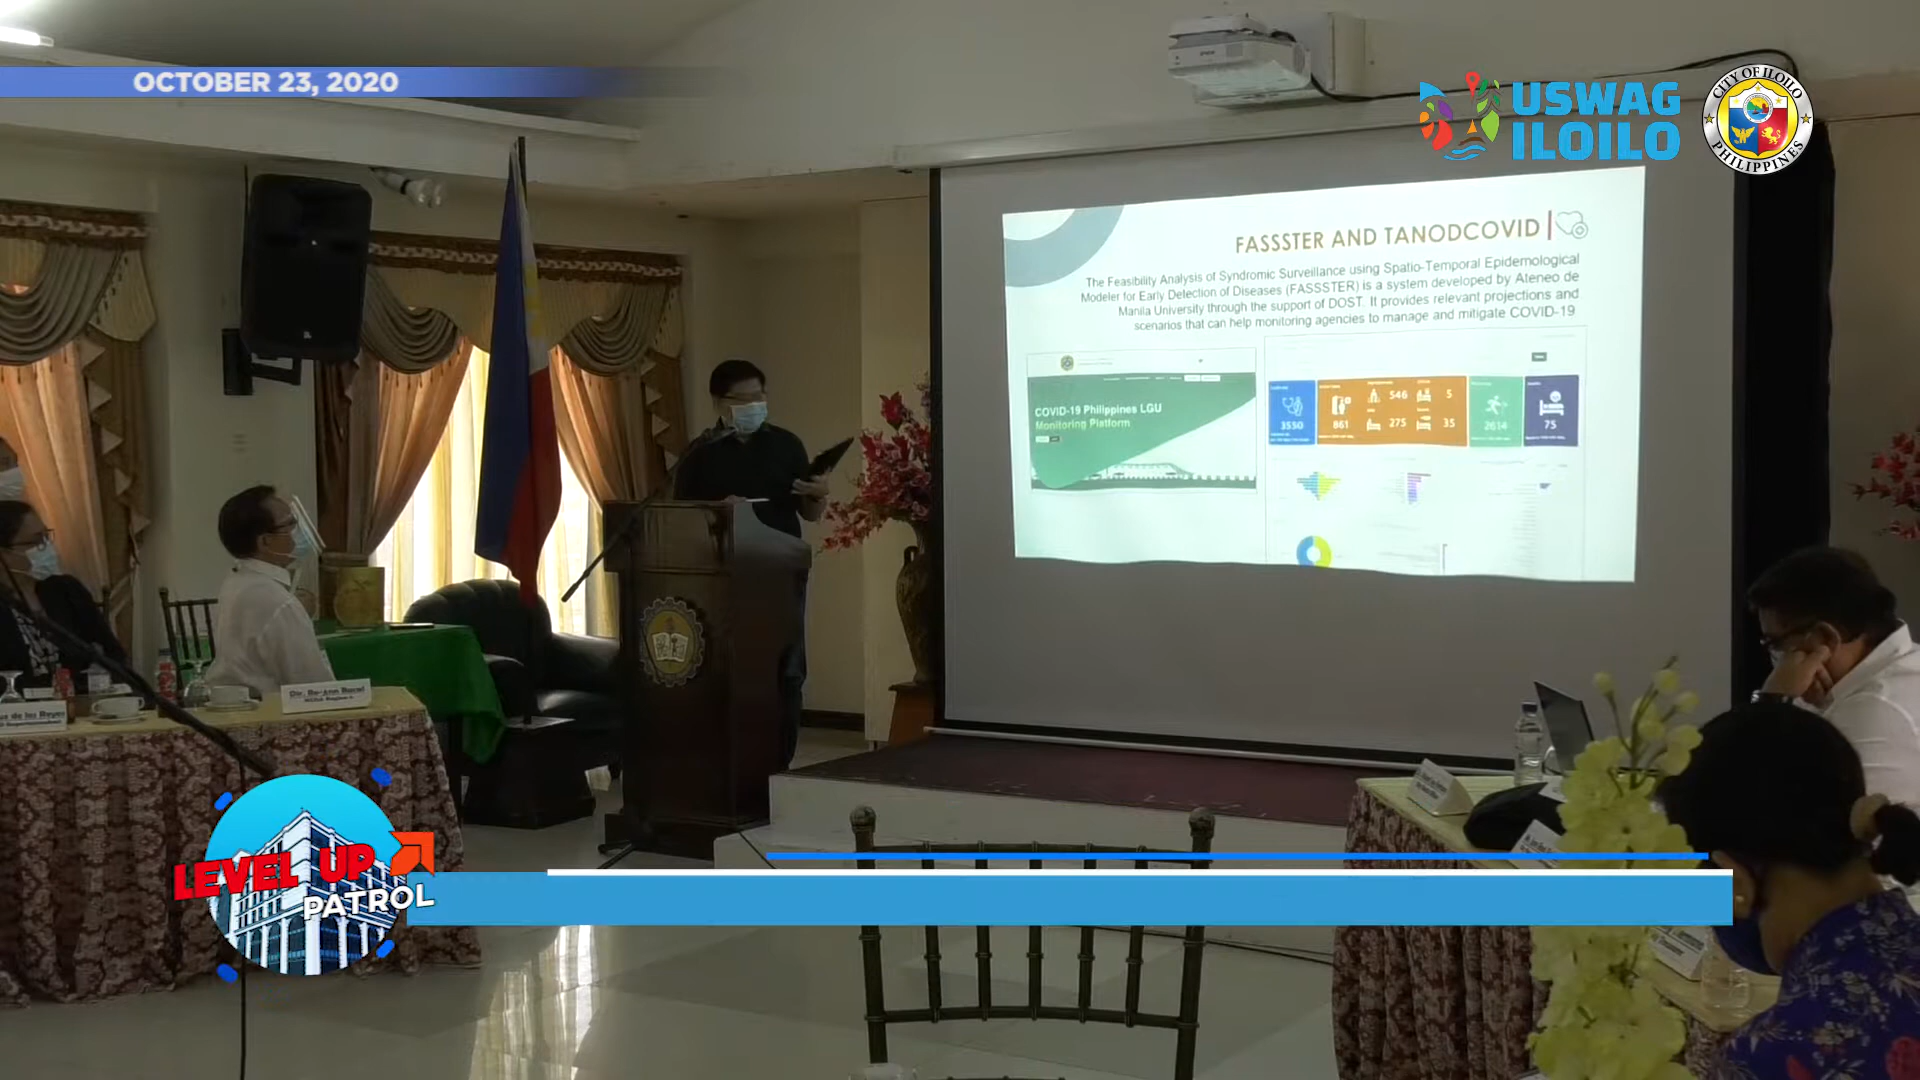 OCTOBER 23, 2020
USWAG
ILOILO
CITY OF ILOILO
PHILIPPINES
FASSSTER AND TANODCOVID
The Feasibility Analysis of Syndromic Surveillance using Spatio-Temporal Epidemiological
Modeler for Early Detection of Diseases (FASSSTER) is a system developed by Ateneo de
Manila University through the support of DOST. It provides relevant projections and
scenarios that can help monitoring agencies to manage and mitigate COVID-19
COVID-19 Philippines LGU
Monitoring Platform
546 5
3550 861 275 35 2614 75
de los Reyes
LEVEL UP
PATROL